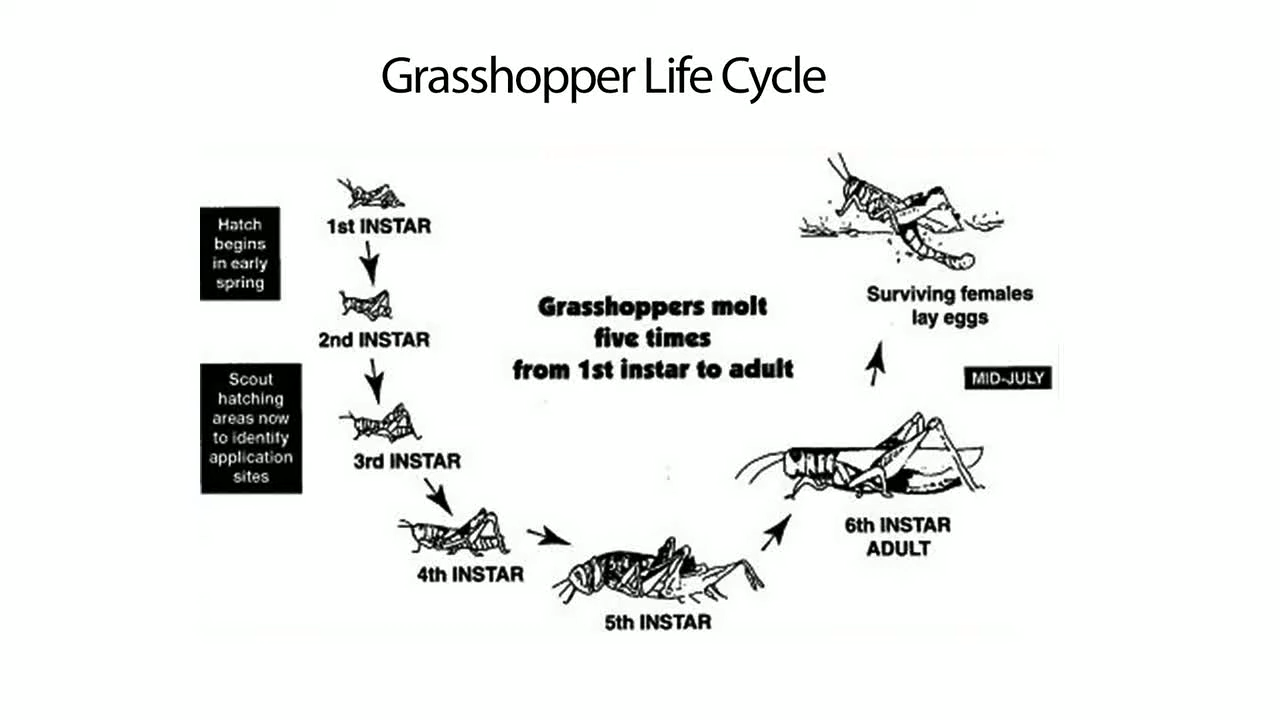 Grasshopper Life Cycle
Hatch
begins
in early
spring
1st INSTAR
2nd INSTAR
Scout
hatching
areas now
to identify
application
sites
3rd INSTAR
4th INSTAR
5th INSTAR
Grasshoppers molt
five times
from 1st instar to adult
6th INSTAR
ADULT
MID-JULY
Surviving females
lay eggs